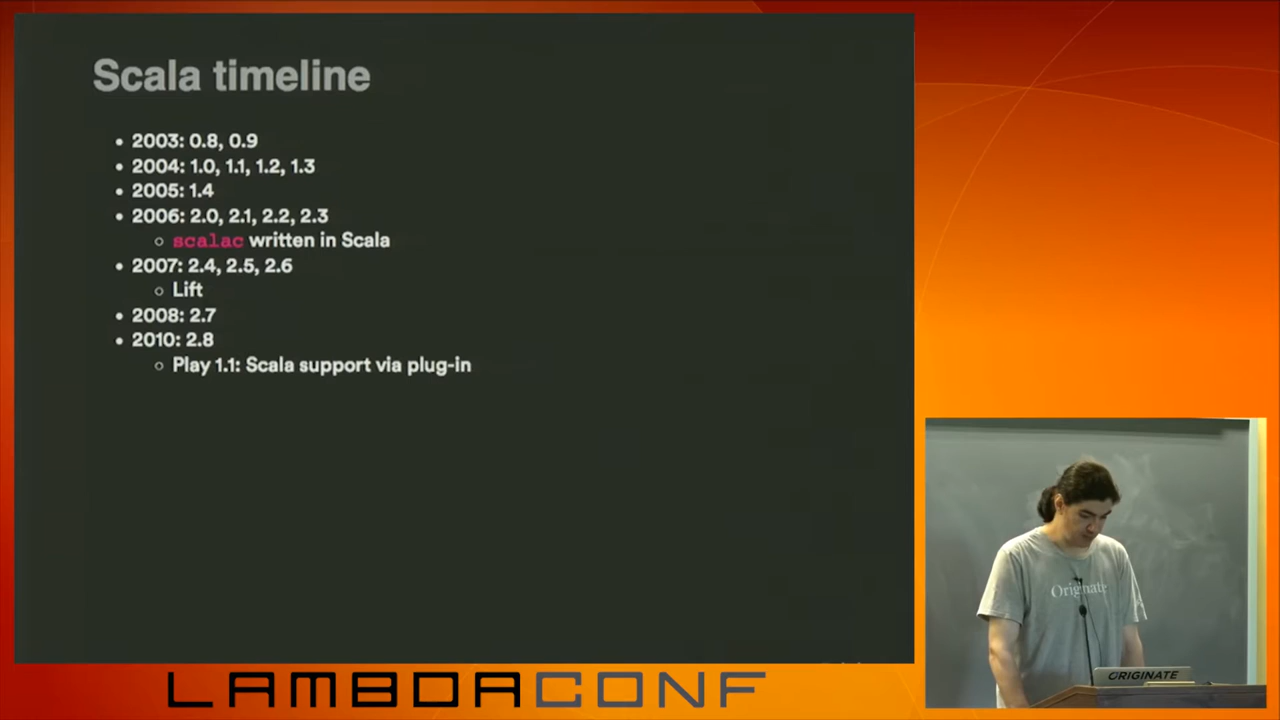 Scala timeline
• 2003: 0.8, 0.9
• 2004: 1.0, 1.1, 1.2, 1.3
• 2005: 1.4
• 2006: 2.0, 2.1, 2.2, 2.3
○ scalac written in Scala
• 2007: 2.4, 2.5, 2.6
○ Lift
• 2008: 2.7
• 2010: 2.8
○ Play 1.1: Scala support via plug-in
Originate
ORIGINATE
LAMBDACONF